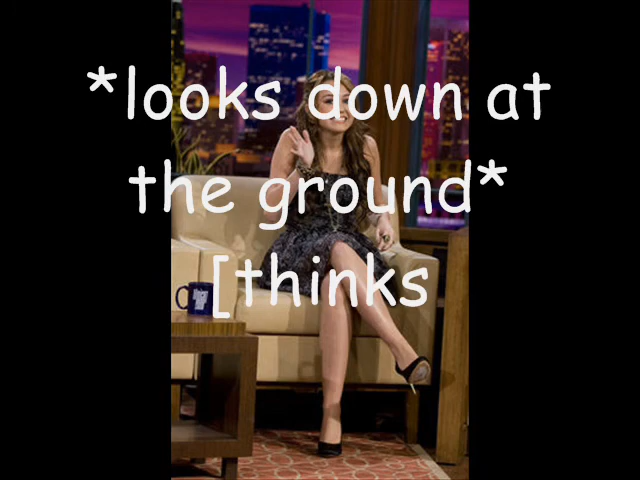 *looks down at
the ground*
[thinks